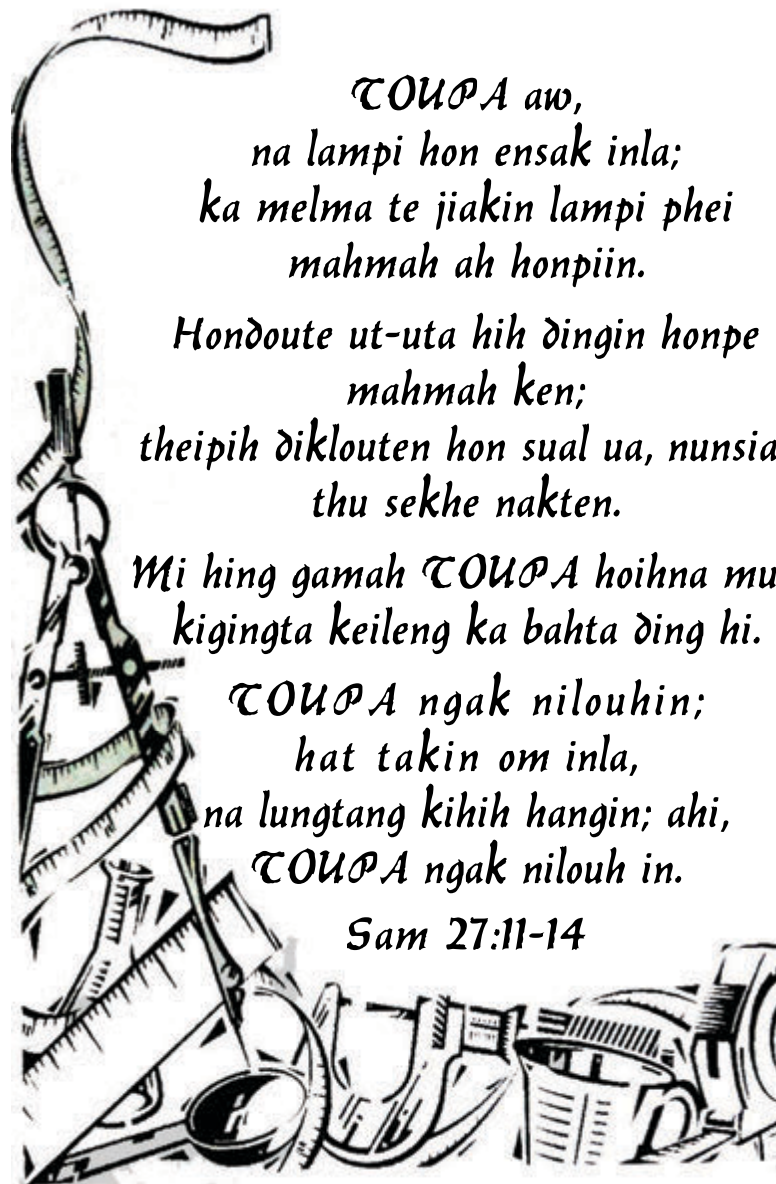 TOUPA aw,
na lampi hon ensak inla;
ka melma te jiakin lampi phei
mahmah ah honpiin.
Hondoute ut-uta hih dingin honpe
mahmah ken;
theipih diklouten hon sual ua, nunsia
thu sekhe nakten.
Mi hing gamah TOUPA hoihna mu
kigingta keileng ka bahta ding hi.
TOUPA ngak nilouhin;
hat takin om inla,
na lungtang kihih hangin; ahi,
TOUPA ngak nilouh in.
Sam 27:11-14